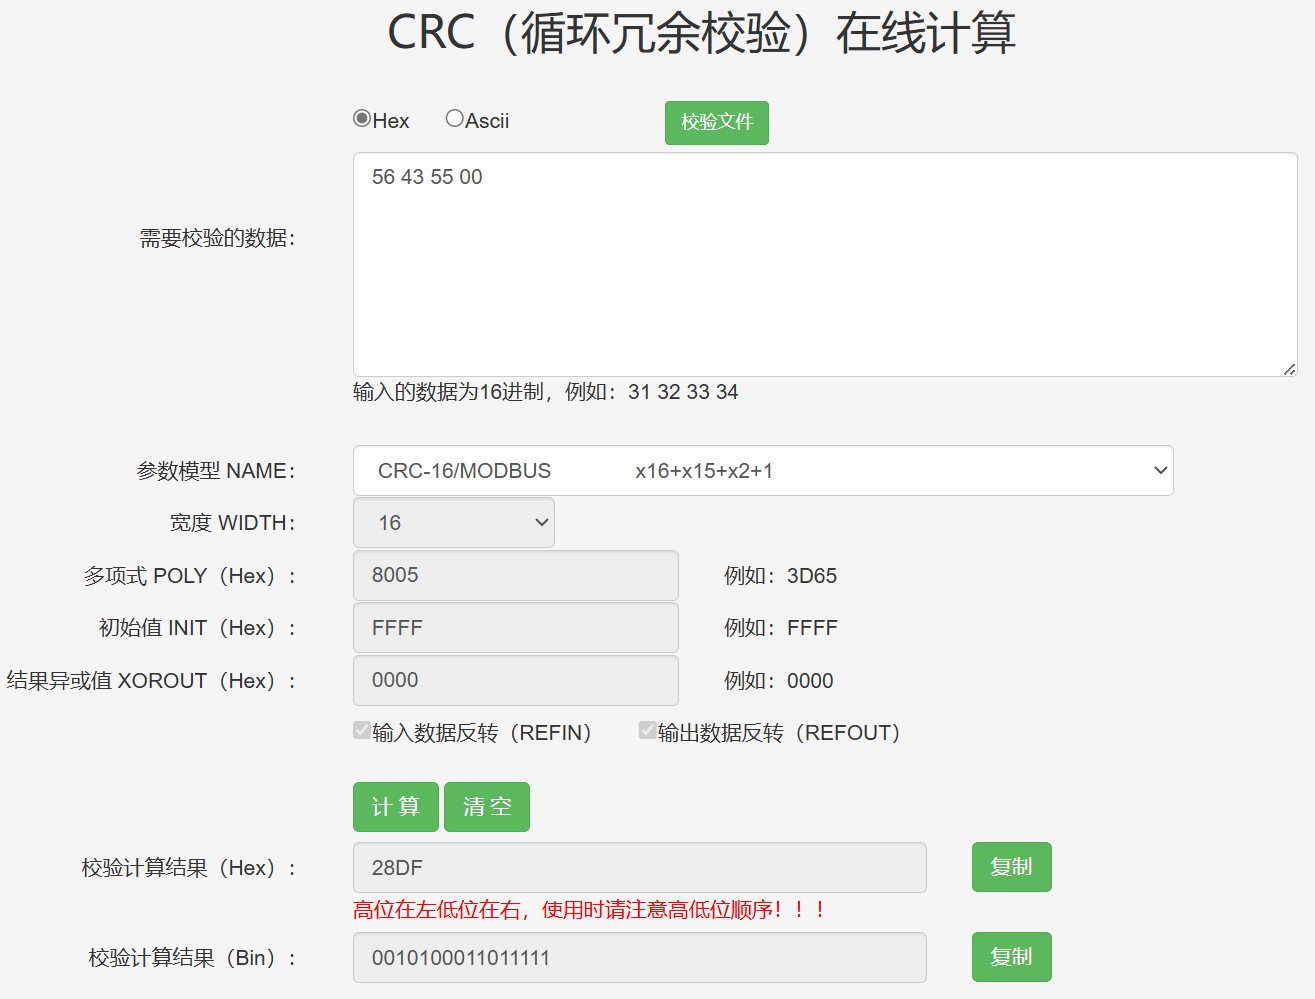 CRC（循环冗余校验）在线计算
Hex Ascii 校验文件
需要校验的数据：
56 43 55 00
输入的数据为16进制，例如：31 32 33 34
参数模型 NAME： CRC-16/MODBUS x16+x15+x2+1
宽度 WIDTH： 16
多项式 POLY（Hex）： 8005 例如：3D65
初始值 INIT（Hex）： FFFF 例如：FFFF
结果异或值 XOROUT（Hex）： 0000 例如：0000
输入数据反转（REFIN） 输出数据反转（REFOUT）
计 算 清 空
校验计算结果（Hex）： 28DF 复制
高位在左低位在右，使用时请注意高低位顺序！！！
校验计算结果（Bin）： 0010100011011111 复制